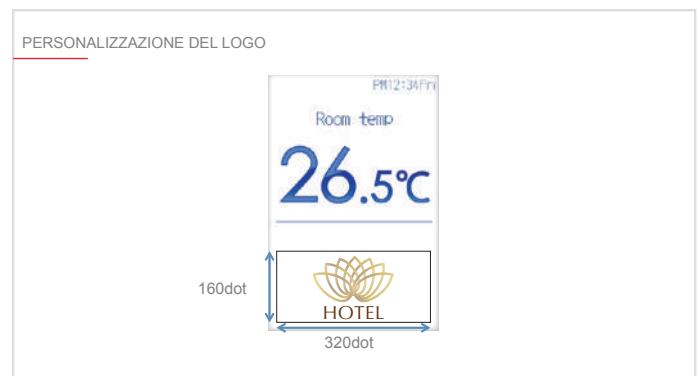 PERSONALIZZAZIONE DEL LOGO
PM12:34Fri
Room temp
26.5°C
160dot
HOTEL
320dot